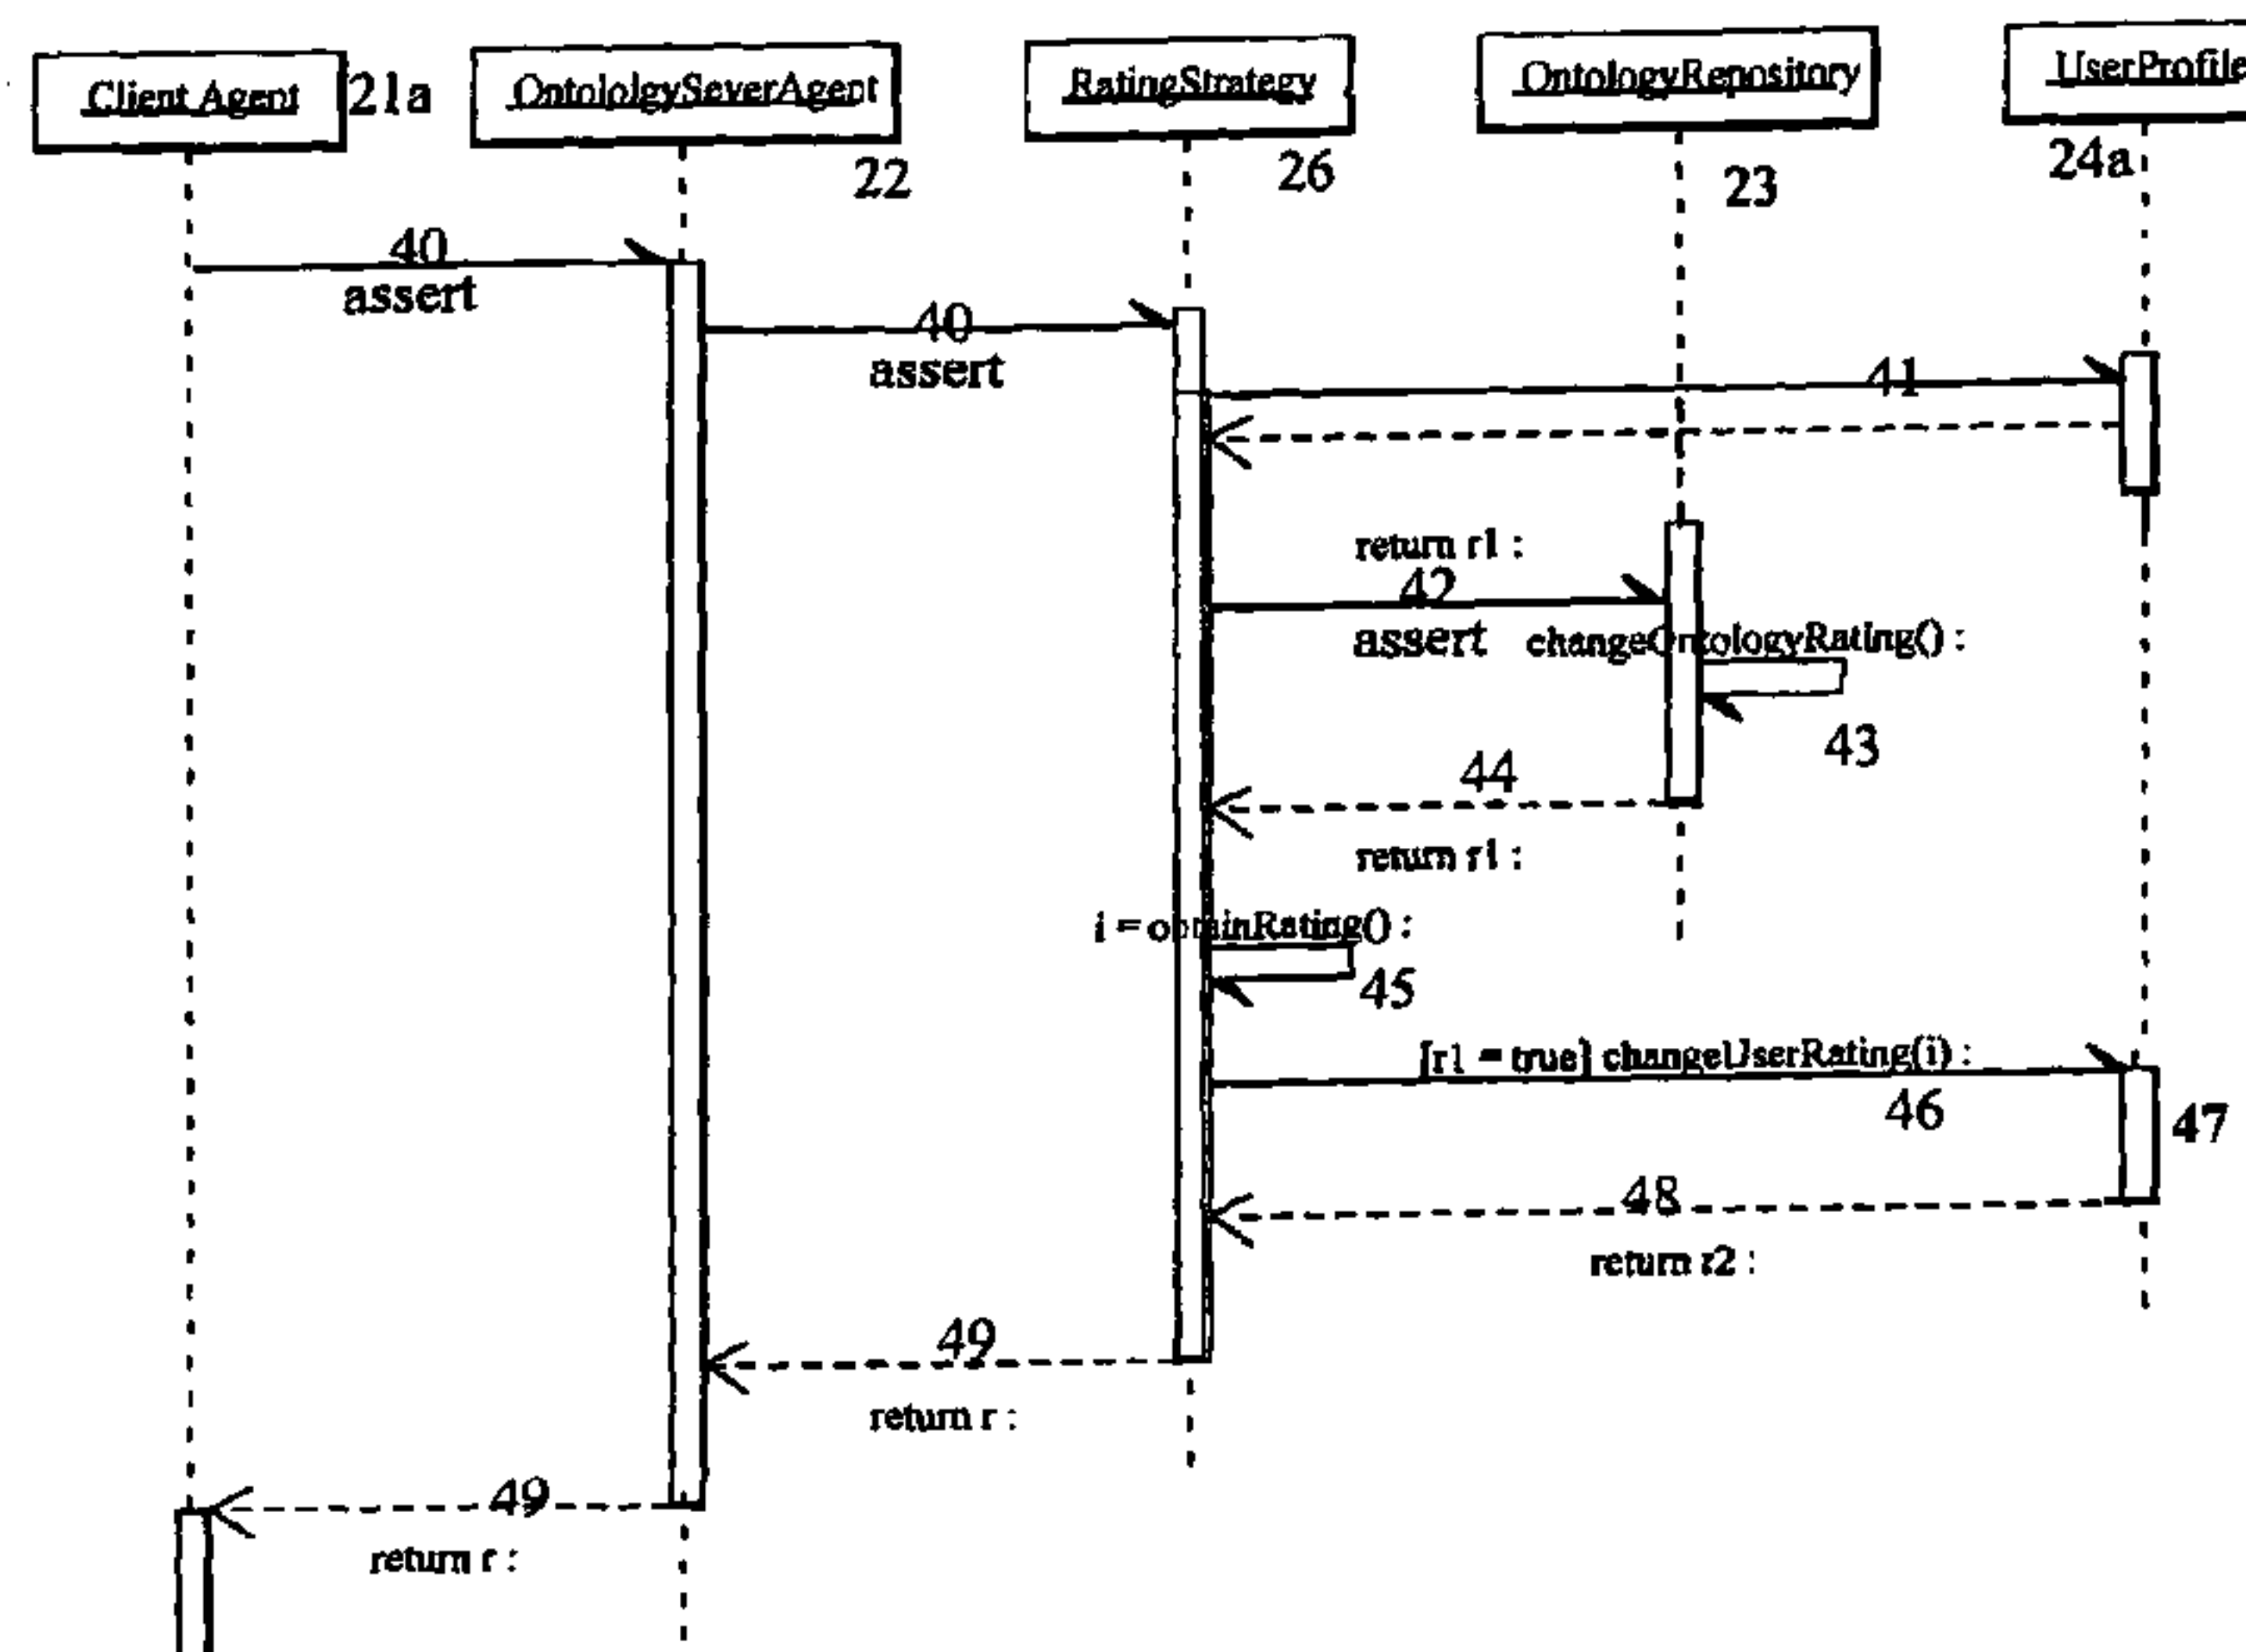 Client Agent
21a
OntololgySeverAgent
22
RatingStrategy
26
OntologyRepository
23
UserProfile
24a
40
assert
40
assert
41
return r1 :
42
assert
changeOntologyRating() :
43
44
return r1 :
i = obtainRating() :
45
[r1 = true] changeUserRating(i) :
46
47
48
return r2 :
49
return r :
49
return r :